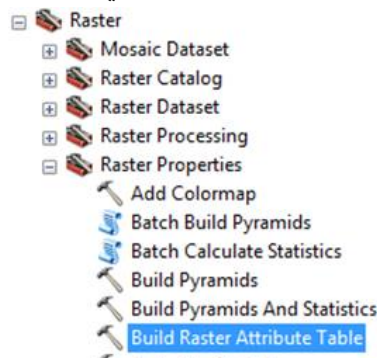 Raster
Mosaic Dataset
Raster Catalog
Raster Dataset
Raster Processing
Raster Properties
Add Colormap
Batch Build Pyramids
Batch Calculate Statistics
Build Pyramids
Build Pyramids And Statistics
Build Raster Attribute Table